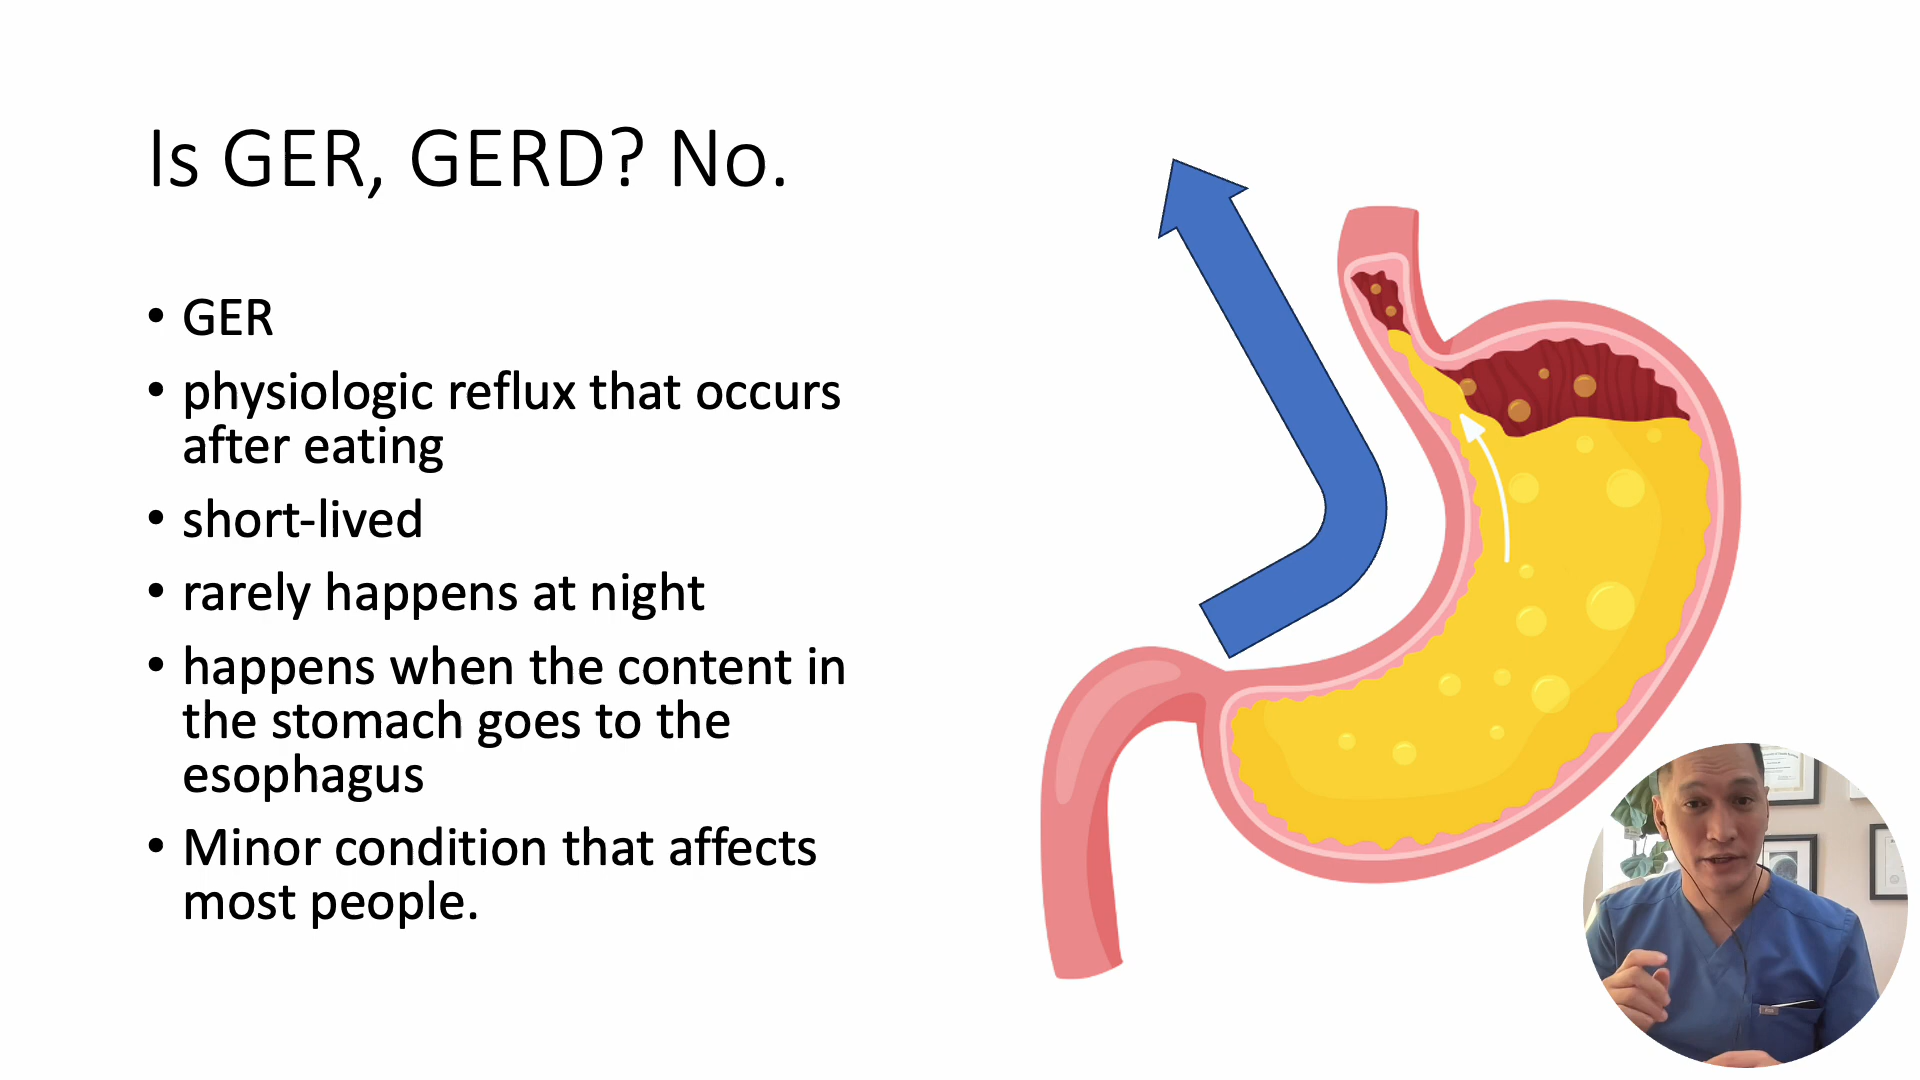 Is GER, GERD? No.
• GER
• physiologic reflux that occurs
after eating
• short-lived
• rarely happens at night
• happens when the content in
the stomach goes to the
esophagus
• Minor condition that affects
most people.